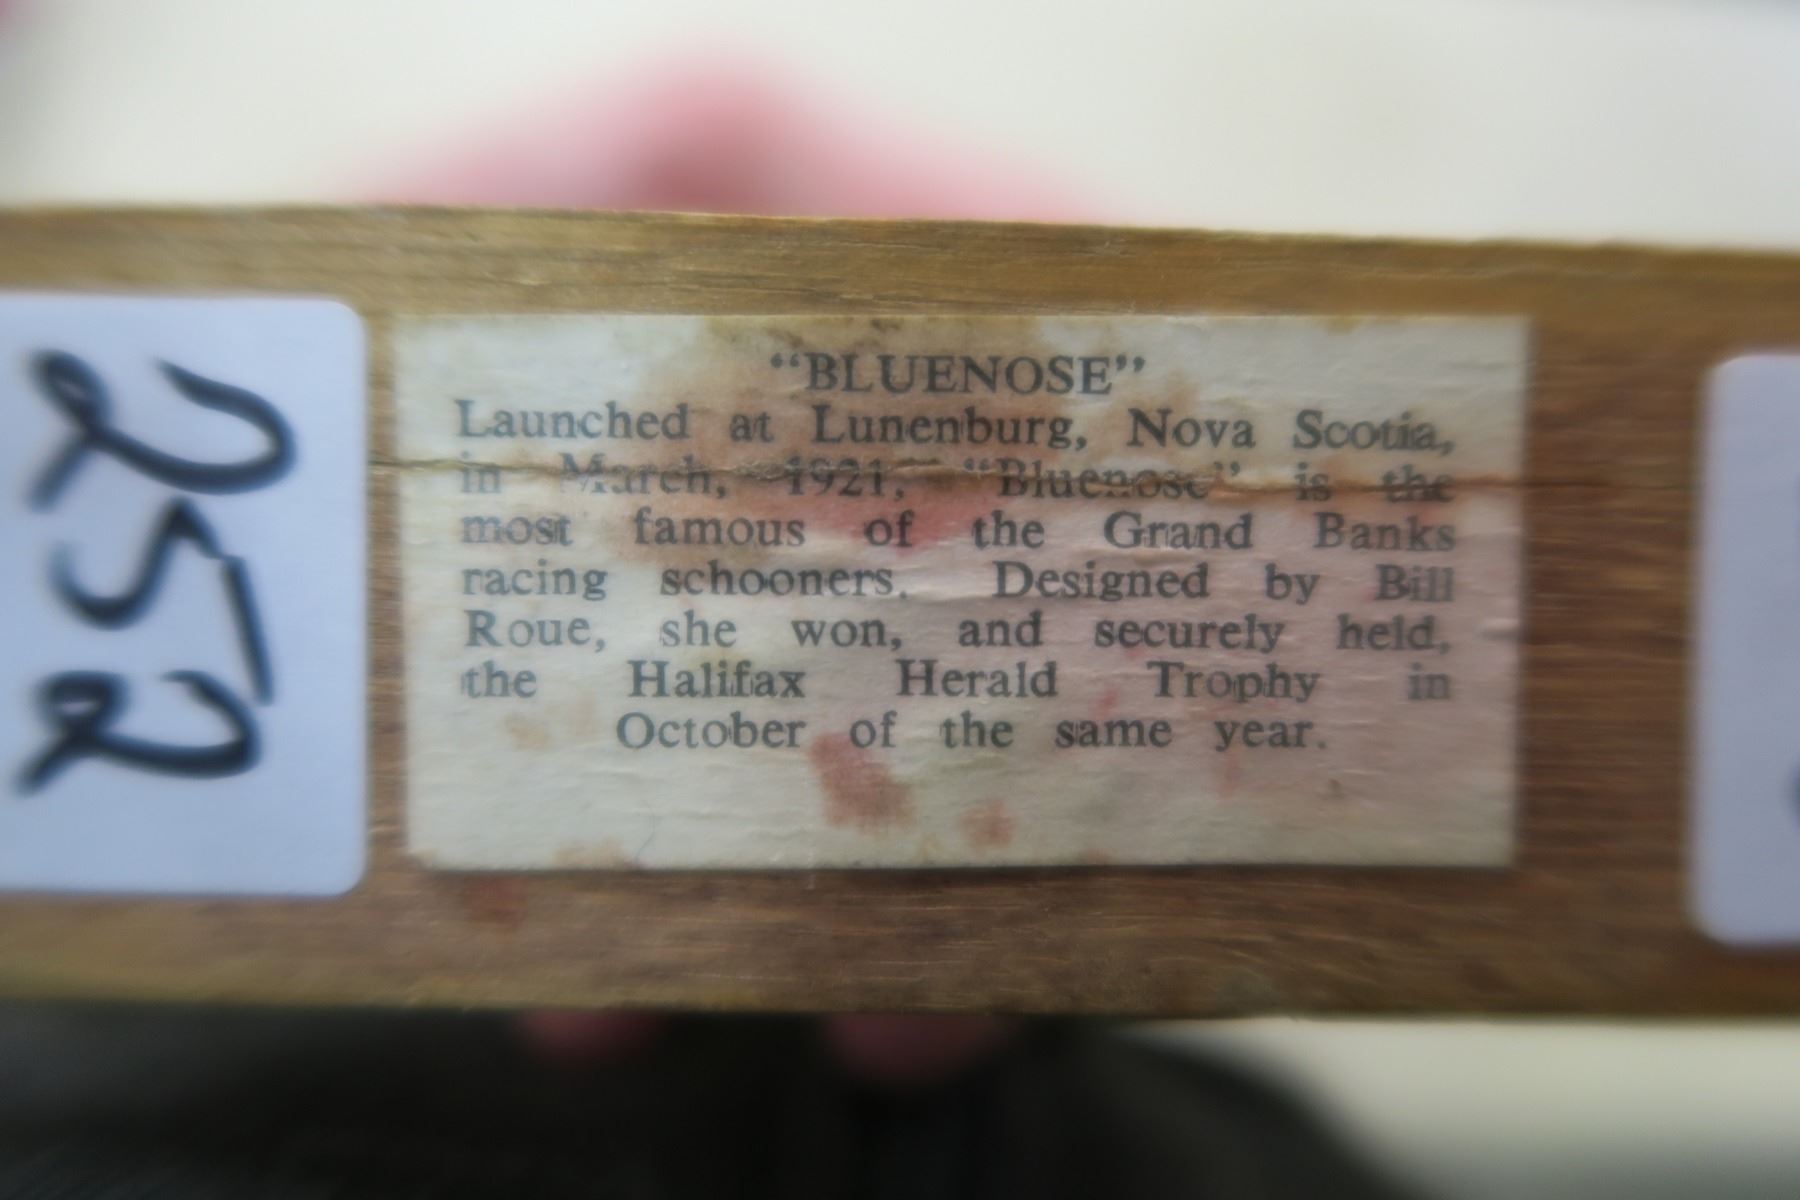 "BLUENOSE"
Launched at Lunenburg, Nova Scotia,
in March, 1921, "Bluenose" is the
most famous of the Grand Banks
racing schooners. Designed by Bill
Roue, she won, and securely held,
the Halifax Herald Trophy in
October of the same year.
252